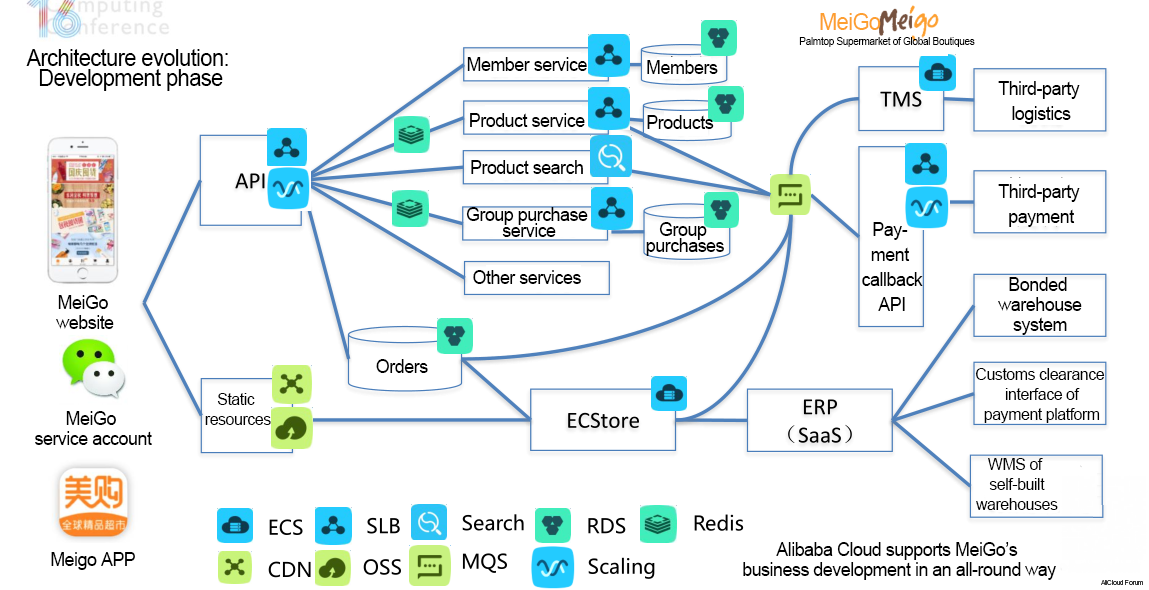 mputing
onference
Architecture evolution:
Development phase
MeiGo Meigo
Palmtop Supermarket of Global Boutiques
Member service
Members
TMS
Third-party
logistics
Product service
Products
API
Product search
Group purchase
service
Group
purchases
Pay-
ment
callback
API
Third-party
payment
Other services
MeiGo
website
Bonded
warehouse
system
Orders
Static
resources
ECStore
ERP
（SaaS）
Customs clearance
interface of
payment platform
MeiGo
service account
WMS of
self-built
warehouses
美购
全球精品超市
Meigo APP
ECS
SLB
Search
RDS
Redis
CDN
OSS
MQS
Scaling
Alibaba Cloud supports MeiGo’s
business development in an all-round way
AliCloud Forum